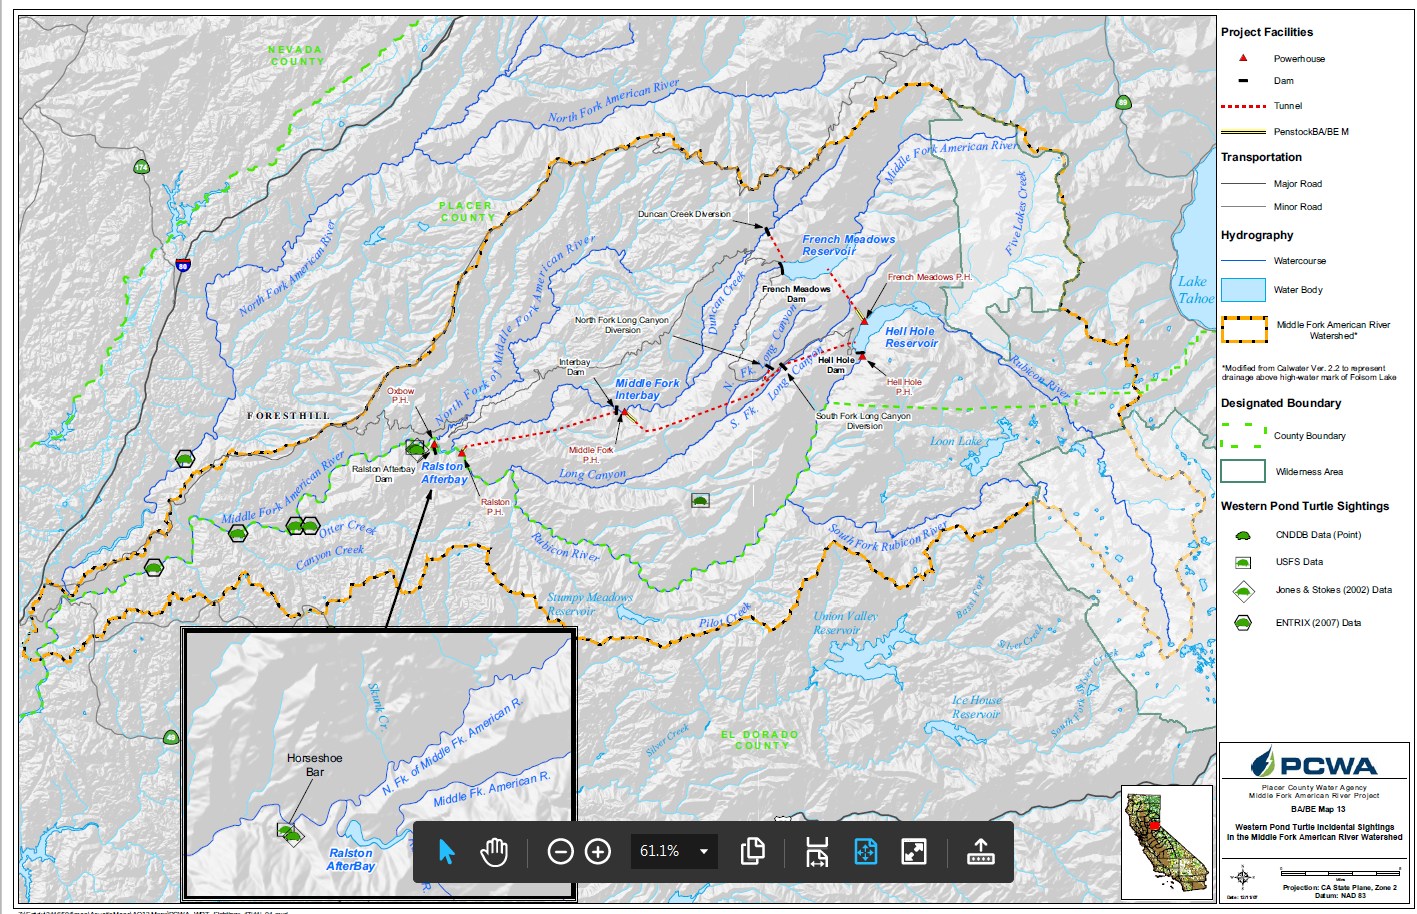 NEVADA
COUNTY
North Fork American River
174
80
PLACER
COUNTY
North Fork American River
North Fork of Middle Fork American River
Middle Fork American River
Five Lakes Creek
89
Lake
Tahoe
Duncan Creek Diversion
French Meadows
Reservoir
French Meadows P.H.
French Meadows
Dam
Duncan Creek
North Fork Long Canyon
Diversion
N. Fk. Long Canyon
S. Fk. Long Canyon
Hell Hole
Reservoir
Hell Hole
Dam
Hell Hole
P.H.
Rubicon River
Interbay
Dam
Middle Fork
Interbay
Oxbow
P.H.
FORESTHILL
South Fork Long Canyon
Diversion
Middle Fork
P.H.
Loon Lake
Ralston Afterbay
Dam
Ralston
Afterbay
Long Canyon
Ralston
P.H.
Middle Fork American River
Otter Creek
Canyon Creek
Rubicon River
South Fork Rubicon River
Stumpy Meadows
Reservoir
Pilot Creek
Union Valley
Reservoir
Bassi Fork
Silver Creek
South Fork Silver Creek
Ice House
Reservoir
Silver Creek
EL DORADO
COUNTY
49
Skunk Cr.
N. Fk. of Middle Fk. American R.
Middle Fk. American R.
Horseshoe
Bar
Ralston
AfterBay
R.
61.1%
Project Facilities
Powerhouse
Dam
Tunnel
PenstockBA/BE M
Transportation
Major Road
Minor Road
Hydrography
Watercourse
Water Body
Middle Fork American River
Watershed*
*Modified from Calwater Ver. 2.2 to represent
drainage above high-water mark of Folsom Lake
Designated Boundary
County Boundary
Wilderness Area
Western Pond Turtle Sightings
CNDDB Data (Point)
USFS Data
Jones & Stokes (2002) Data
ENTRIX (2007) Data
PCWA
Placer County Water Agency
Middle Fork American River Project
BA/BE Map 13
Western Pond Turtle Incidental Sightings
in the Middle Fork American River Watershed
Projection: CA State Plane, Zone 2
Datum: NAD 83